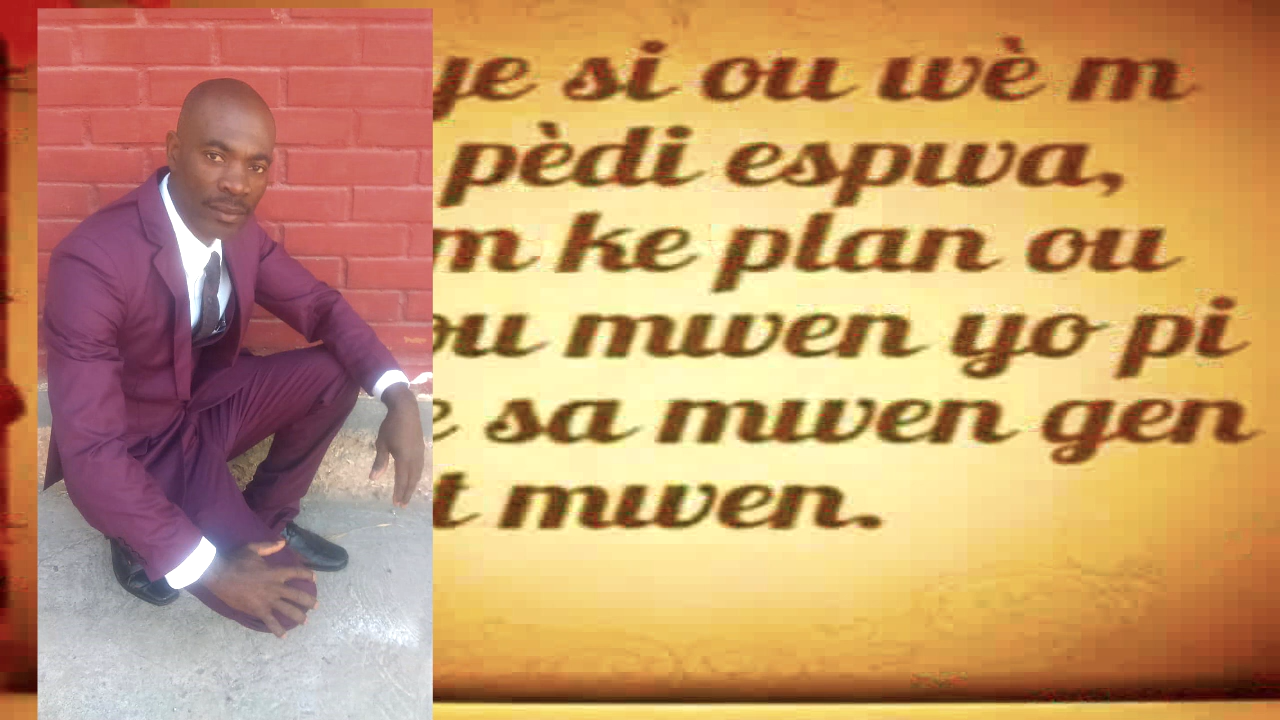 ye si ou wè m
pèdi espwa,
m ke plan ou
ou mwen yo pi
e sa mwen gen
t mwen.